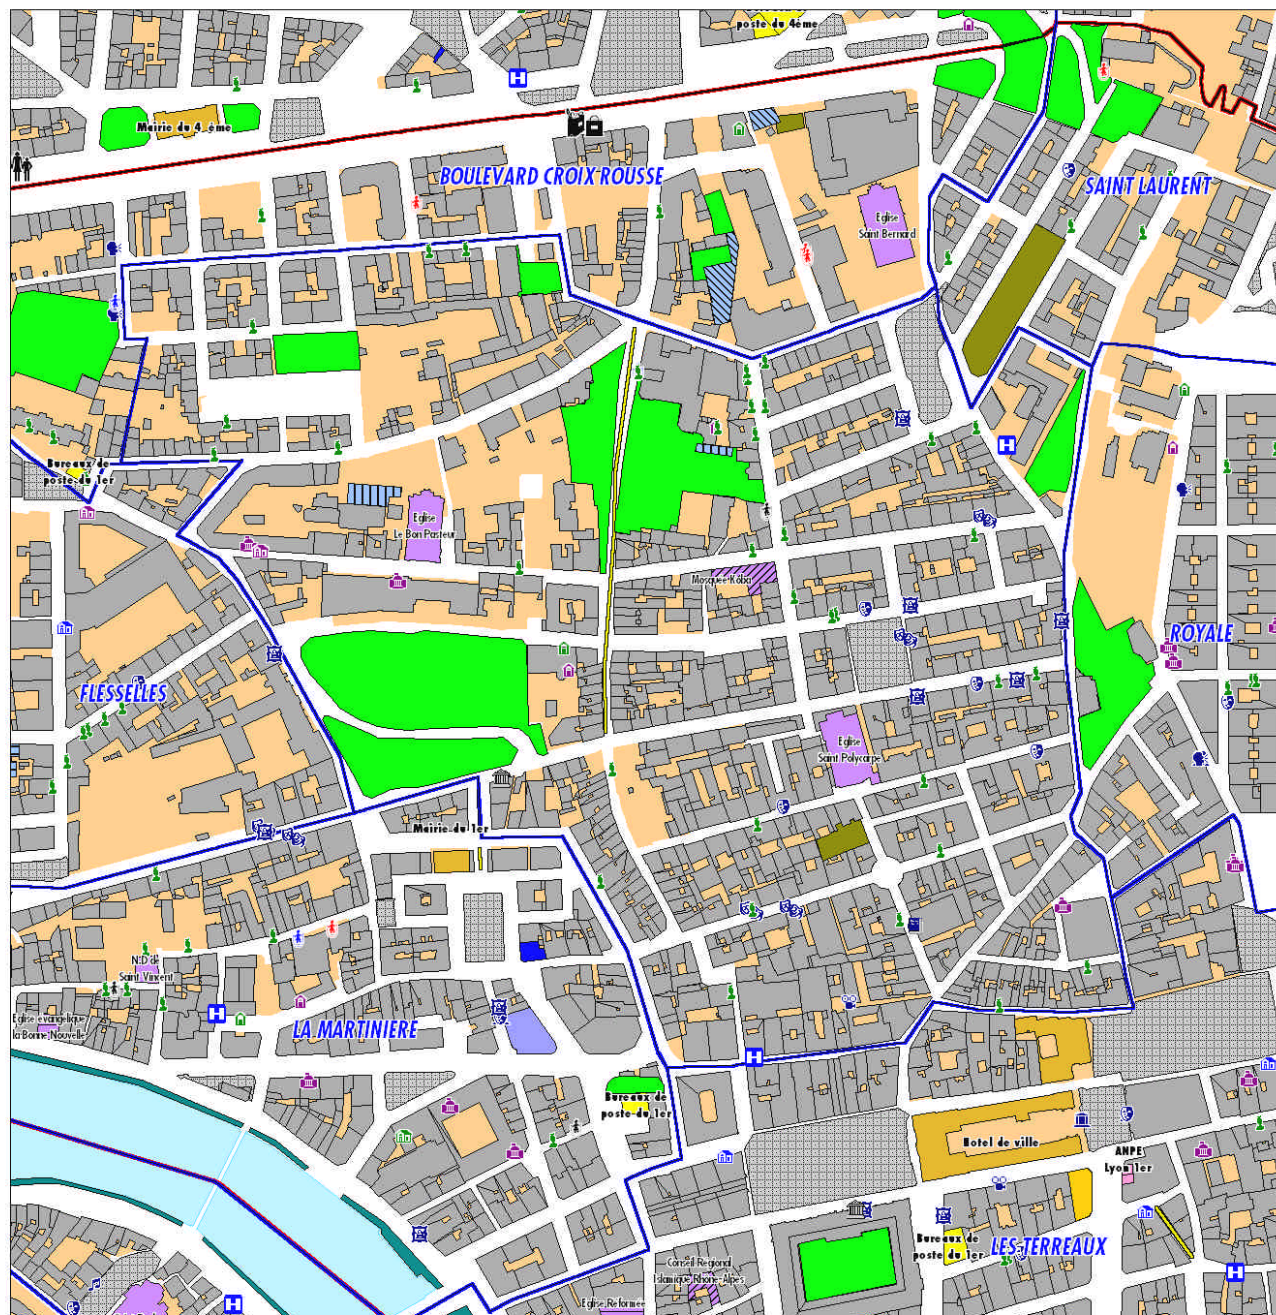 poste du 4ème
Mairie du 4 ème
BOULEVARD CROIX ROUSSE
SAINT LAURENT
Eglise
Saint Bernard
Bureaux de
poste du 1er
Eglise
Le Bon Pasteur
Mosquee Koba
ROYALE
FLESSELLES
Eglise
Saint Polycarpe
Mairie du 1er
N.D de
Saint Vincent
Eglise evangelique
la Bonne Nouvelle
LA MARTINIERE
Bureaux de
poste du 1er
Hotel de ville
ANPE
Lyon 1er
Bureaux de
poste du 1er
LES TERREAUX
Conseil Regional
Islamique Rhone-Alpes
Eglise Reformée